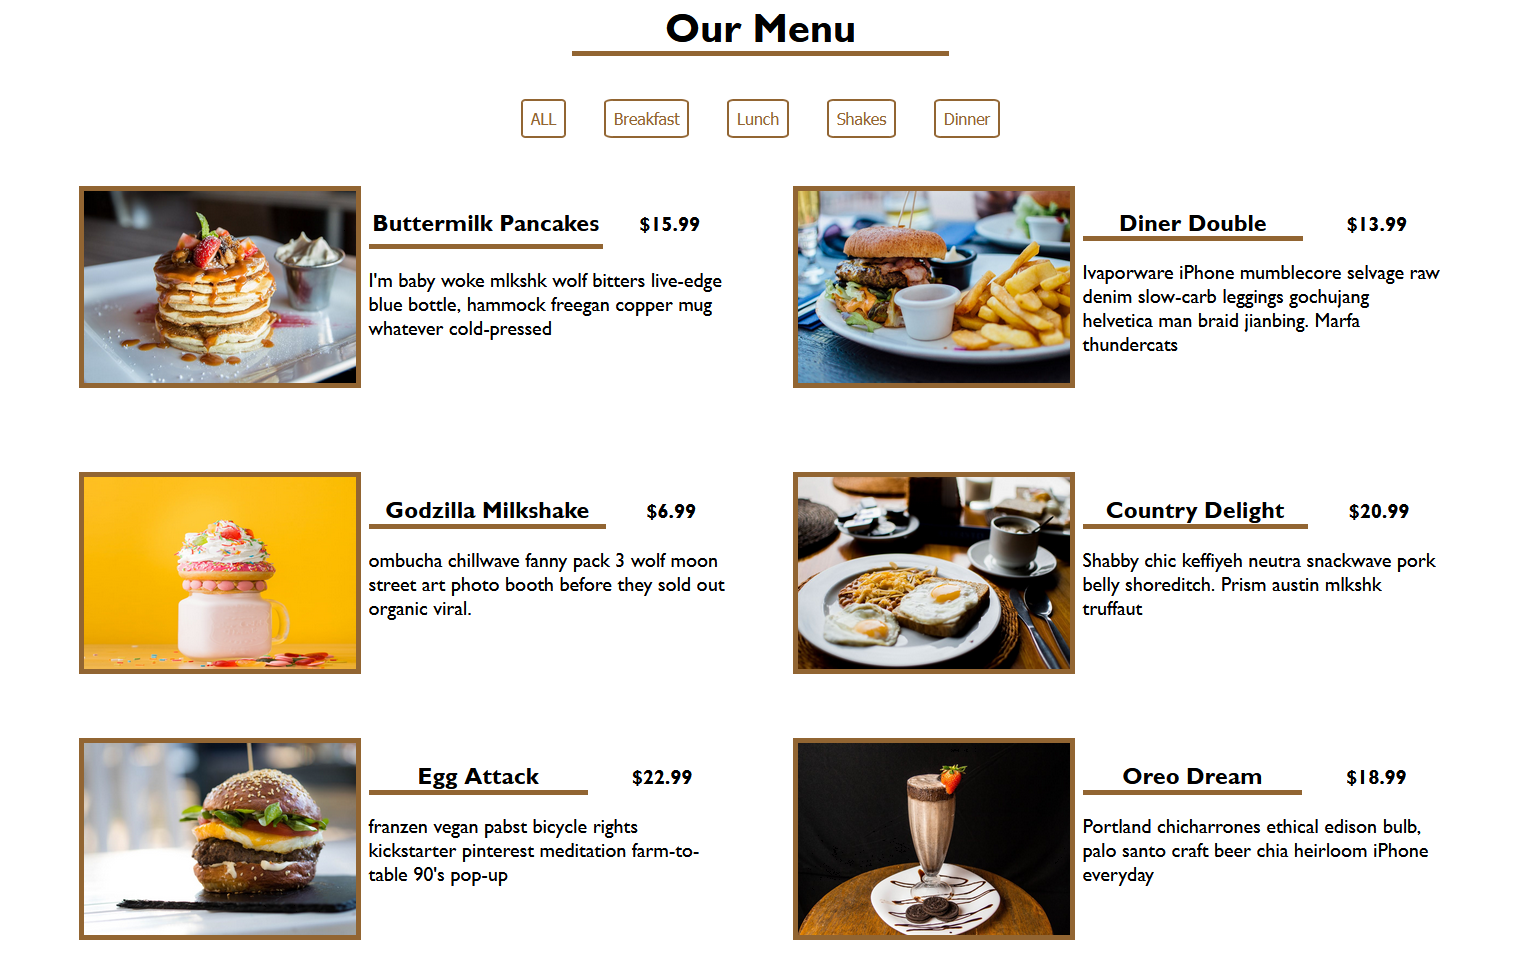 Our Menu
ALL
Breakfast
Lunch
Shakes
Dinner
Buttermilk Pancakes
$15.99
I'm baby woke mlkshk wolf bitters live-edge
blue bottle, hammock freegan copper mug
whatever cold-pressed
Diner Double
$13.99
Ivaporware iPhone mumblecore selvage raw
denim slow-carb leggings gochujang
helvetica man braid jianbing. Marfa
thundercats
Godzilla Milkshake
$6.99
ombucha chillwave fanny pack 3 wolf moon
street art photo booth before they sold out
organic viral.
Country Delight
$20.99
Shabby chic keffiyeh neutra snackwave pork
belly shoreditch. Prism austin mlkshk
truffaut
Egg Attack
$22.99
franzen vegan pabst bicycle rights
kickstarter pinterest meditation farm-to-
table 90's pop-up
Oreo Dream
$18.99
Portland chicharrones ethical edison bulb,
palo santo craft beer chia heirloom iPhone
everyday